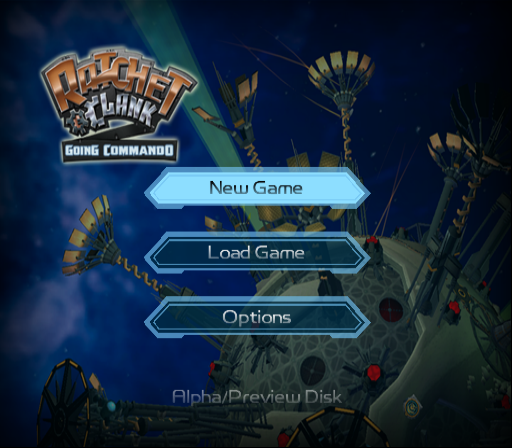 RATCHET
CLANK
GOING COMMANDO
New Game
Load Game
Options
Alpha/Preview Disk